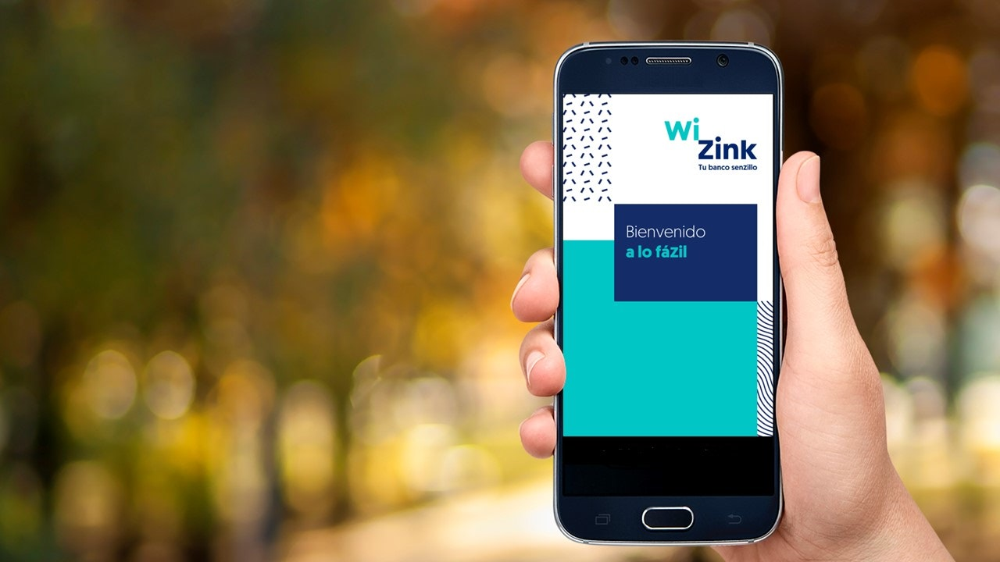 Wi
Zink
Tu banco senzillo
Bienvenido
a lo fázil